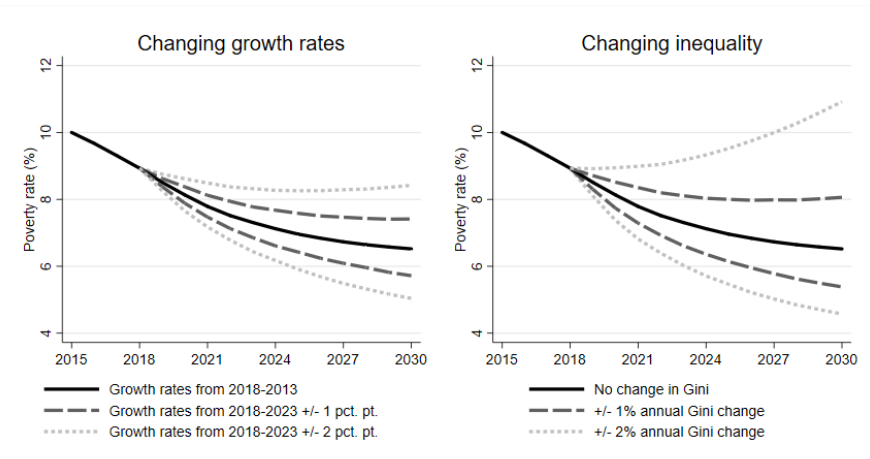 Changing growth rates
Poverty rate (%)
12
10
8
6
4
2015 2018 2021 2024 2027 2030
Growth rates from 2018-2013
Growth rates from 2018-2023 +/- 1 pct. pt.
Growth rates from 2018-2023 +/- 2 pct. pt.
Changing inequality
Poverty rate (%)
12
10
8
6
4
2015 2018 2021 2024 2027 2030
No change in Gini
+/- 1% annual Gini change
+/- 2% annual Gini change